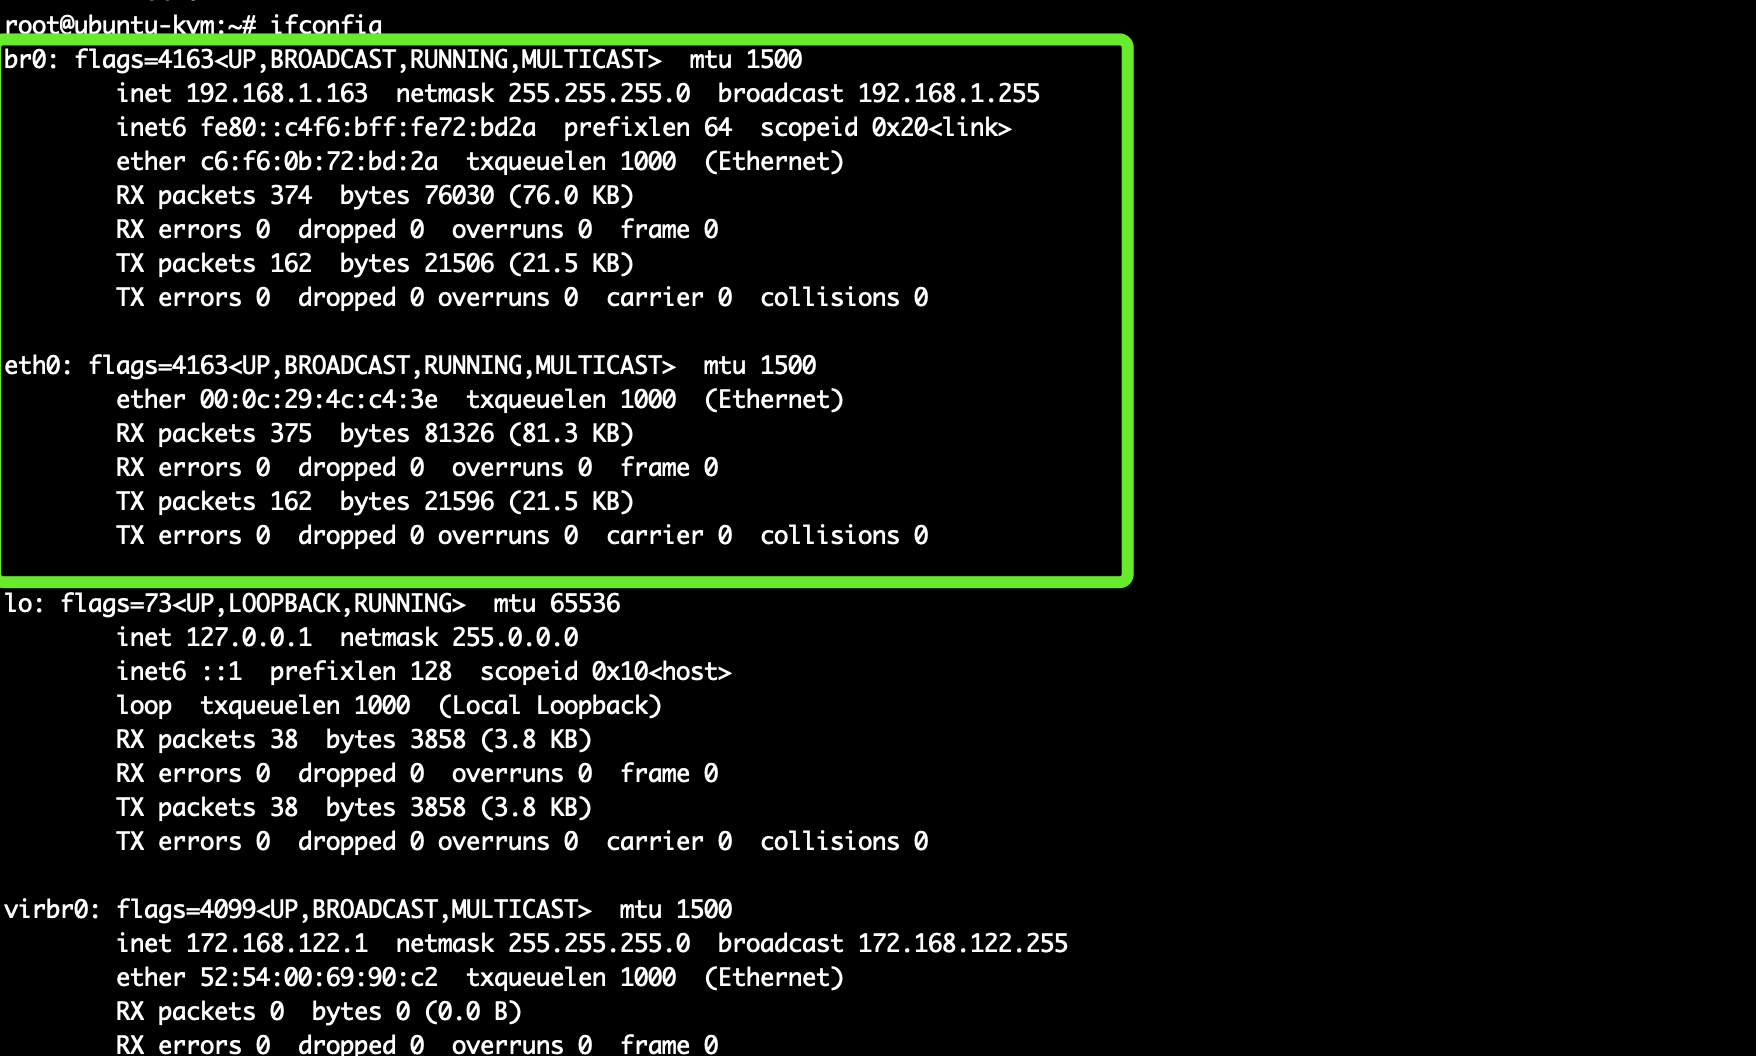 root@ubuntu-kvm:~# ifconfig
br0: flags=4163<UP,BROADCAST,RUNNING,MULTICAST>  mtu 1500
        inet 192.168.1.163  netmask 255.255.255.0  broadcast 192.168.1.255
        inet6 fe80::c4f6:bff:fe72:bd2a  prefixlen 64  scopeid 0x20<link>
        ether c6:f6:0b:72:bd:2a  txqueuelen 1000  (Ethernet)
        RX packets 374  bytes 76030 (76.0 KB)
        RX errors 0  dropped 0  overruns 0  frame 0
        TX packets 162  bytes 21506 (21.5 KB)
        TX errors 0  dropped 0 overruns 0  carrier 0  collisions 0
eth0: flags=4163<UP,BROADCAST,RUNNING,MULTICAST>  mtu 1500
        ether 00:0c:29:4c:c4:3e  txqueuelen 1000  (Ethernet)
        RX packets 375  bytes 81326 (81.3 KB)
        RX errors 0  dropped 0  overruns 0  frame 0
        TX packets 162  bytes 21596 (21.5 KB)
        TX errors 0  dropped 0 overruns 0  carrier 0  collisions 0
lo: flags=73<UP,LOOPBACK,RUNNING>  mtu 65536
        inet 127.0.0.1  netmask 255.0.0.0
        inet6 ::1  prefixlen 128  scopeid 0x10<host>
        loop  txqueuelen 1000  (Local Loopback)
        RX packets 38  bytes 3858 (3.8 KB)
        RX errors 0  dropped 0  overruns 0  frame 0
        TX packets 38  bytes 3858 (3.8 KB)
        TX errors 0  dropped 0 overruns 0  carrier 0  collisions 0
virbr0: flags=4099<UP,BROADCAST,MULTICAST>  mtu 1500
        inet 172.168.122.1  netmask 255.255.255.0  broadcast 172.168.122.255
        ether 52:54:00:69:90:c2  txqueuelen 1000  (Ethernet)
        RX packets 0  bytes 0 (0.0 B)
        RX errors 0  dropped 0  overruns 0  frame 0